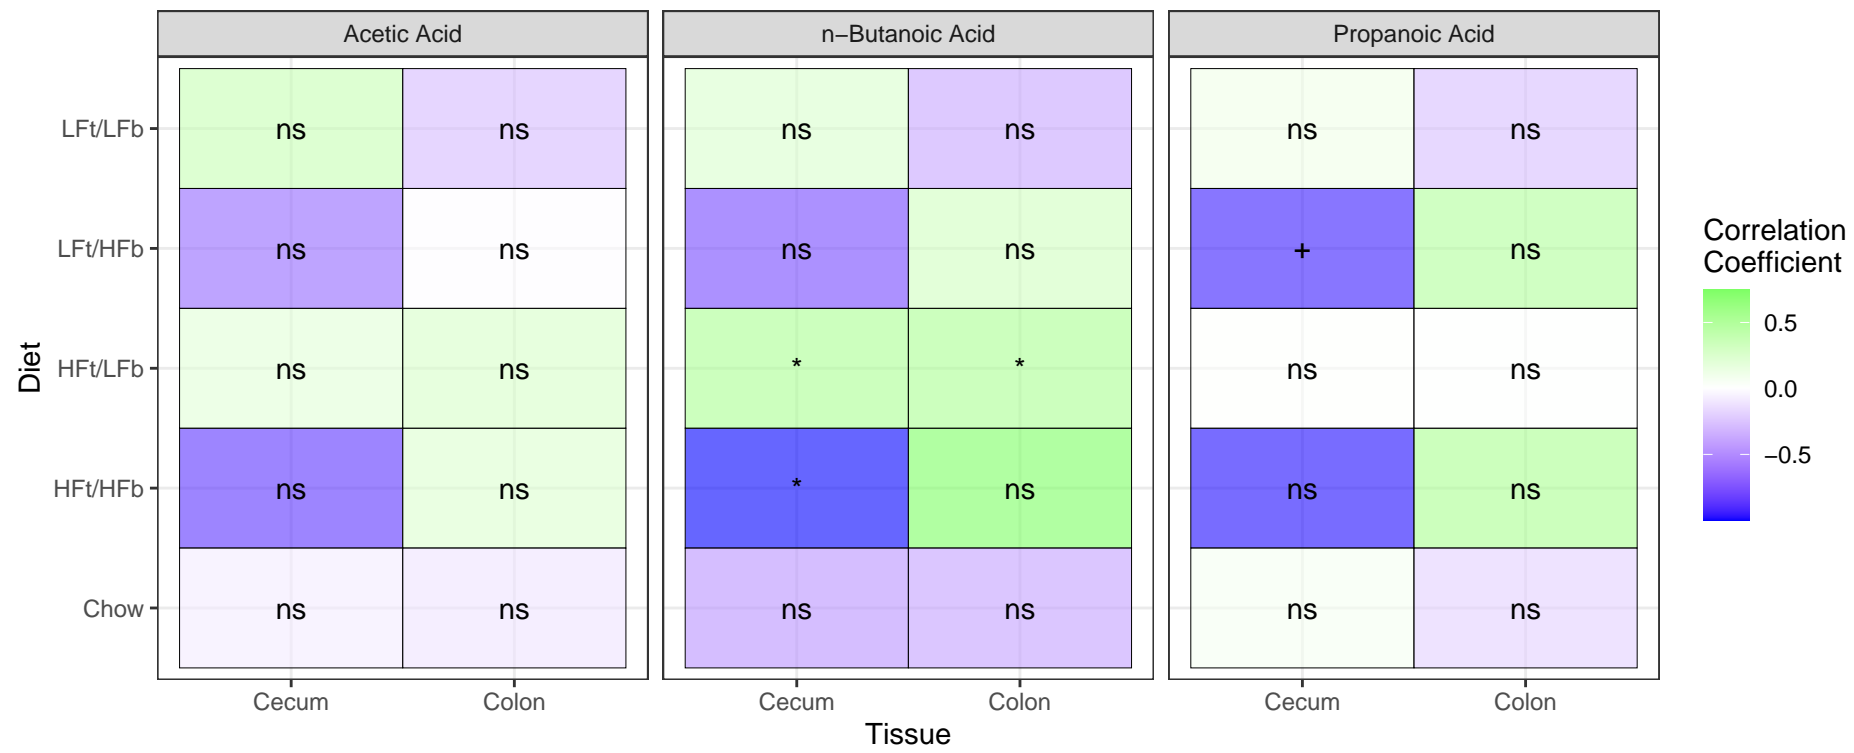 Acetic Acid
n−Butanoic Acid
Propanoic Acid
LFt/LFb
ns
ns
ns
ns
ns
ns
LFt/HFb
ns
ns
ns
ns
+
ns
HFt/LFb
ns
ns
*
*
ns
ns
HFt/HFb
ns
ns
*
ns
ns
ns
Chow
ns
ns
ns
ns
ns
ns
Cecum
Colon
Cecum
Colon
Cecum
Colon
Tissue
Diet
Correlation
Coefficient
0.5
0.0
−0.5